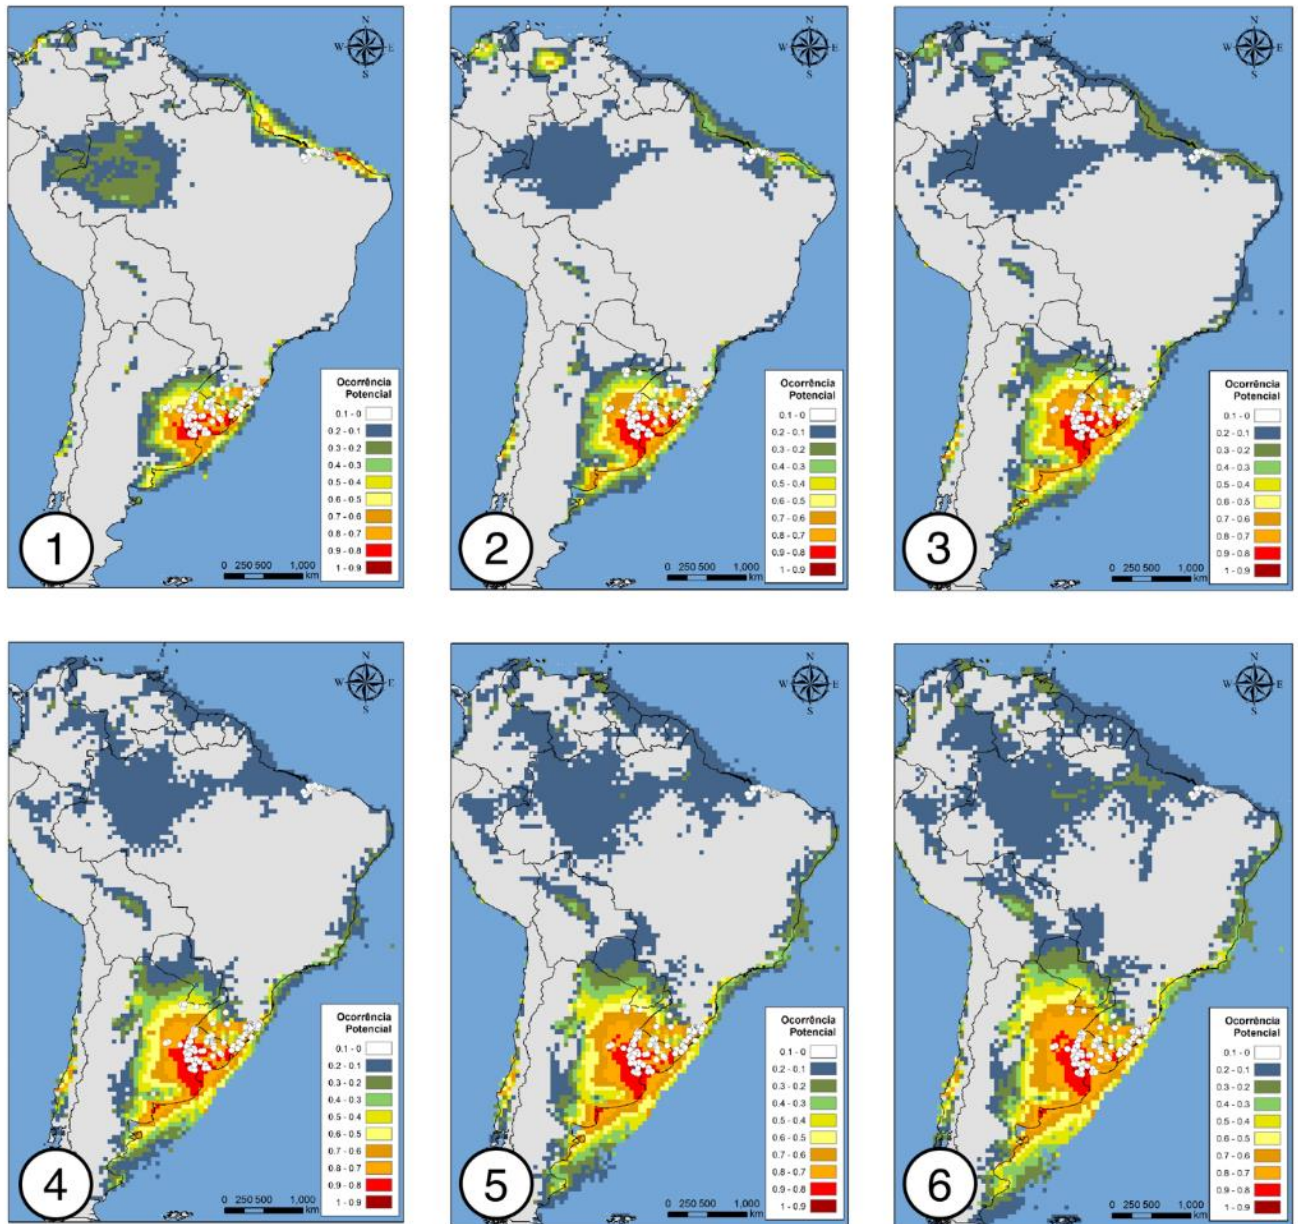 N
W E
S
Ocorrência
Potencial
0.1 - 0
0.2 - 0.1
0.3 - 0.2
0.4 - 0.3
0.5 - 0.4
0.6 - 0.5
0.7 - 0.6
0.8 - 0.7
0.9 - 0.8
1 - 0.9
0 250 500 1,000
km
1
N
W E
S
Ocorrência
Potencial
0.1 - 0
0.2 - 0.1
0.3 - 0.2
0.4 - 0.3
0.5 - 0.4
0.6 - 0.5
0.7 - 0.6
0.8 - 0.7
0.9 - 0.8
1 - 0.9
0 250 500 1,000
km
2
N
W E
S
Ocorrência
Potencial
0.1 - 0
0.2 - 0.1
0.3 - 0.2
0.4 - 0.3
0.5 - 0.4
0.6 - 0.5
0.7 - 0.6
0.8 - 0.7
0.9 - 0.8
1 - 0.9
0 250 500 1,000
km
3
N
W E
S
Ocorrência
Potencial
0.1 - 0
0.2 - 0.1
0.3 - 0.2
0.4 - 0.3
0.5 - 0.4
0.6 - 0.5
0.7 - 0.6
0.8 - 0.7
0.9 - 0.8
1 - 0.9
0 250 500 1,000
km
4
N
W E
S
Ocorrência
Potencial
0.1 - 0
0.2 - 0.1
0.3 - 0.2
0.4 - 0.3
0.5 - 0.4
0.6 - 0.5
0.7 - 0.6
0.8 - 0.7
0.9 - 0.8
1 - 0.9
0 250 500 1,000
km
5
N
W E
S
Ocorrência
Potencial
0.1 - 0
0.2 - 0.1
0.3 - 0.2
0.4 - 0.3
0.5 - 0.4
0.6 - 0.5
0.7 - 0.6
0.8 - 0.7
0.9 - 0.8
1 - 0.9
0 250 500 1,000
km
6